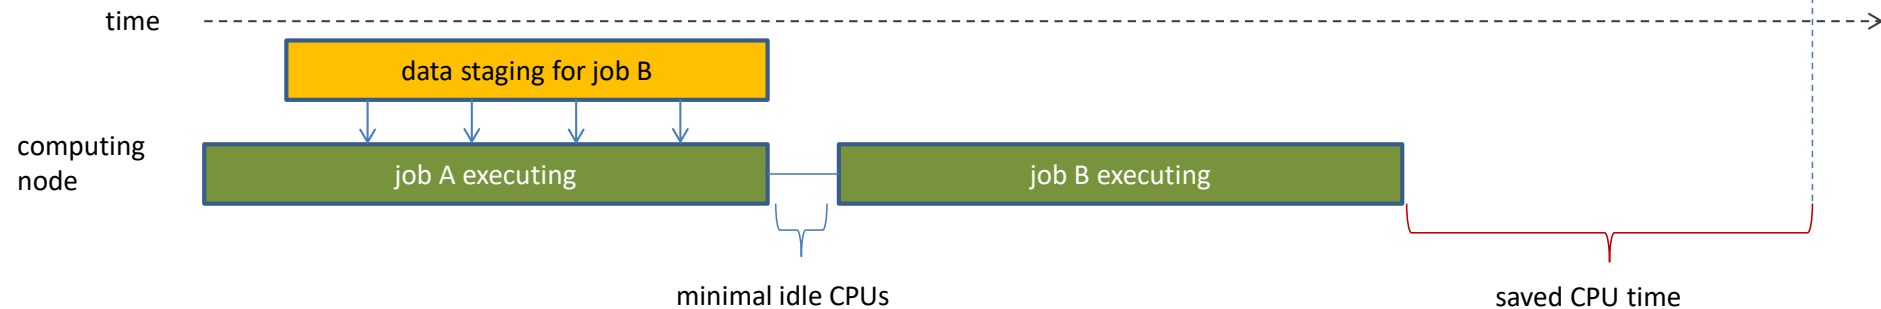 time
data staging for job B
computing
node
job A executing
job B executing
minimal idle CPUs
saved CPU time